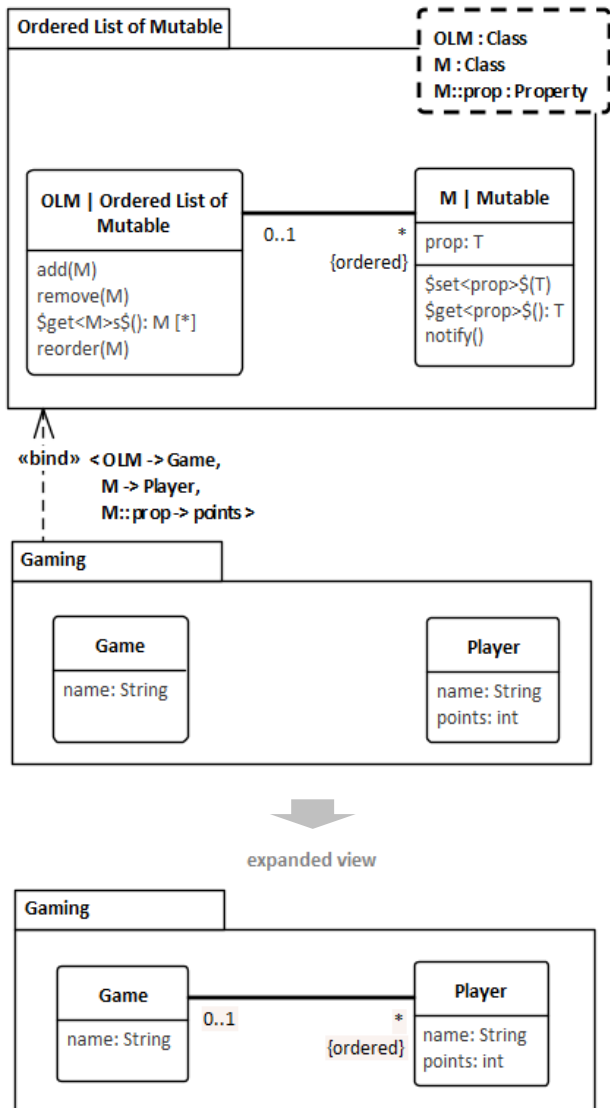 Ordered List of Mutable
OLM : Class
M : Class
M::prop : Property
OLM | Ordered List of
Mutable
add(M)
remove(M)
$get<M>s$(): M [*]
reorder(M)
0..1
*
{ordered}
M | Mutable
prop: T
$set<prop>$(T)
$get<prop>$(): T
notify()
«bind» < OLM -> Game,
M -> Player,
M::prop -> points >
Gaming
Game
name: String
Player
name: String
points: int
expanded view
Gaming
Game
name: String
0..1
*
{ordered}
Player
name: String
points: int